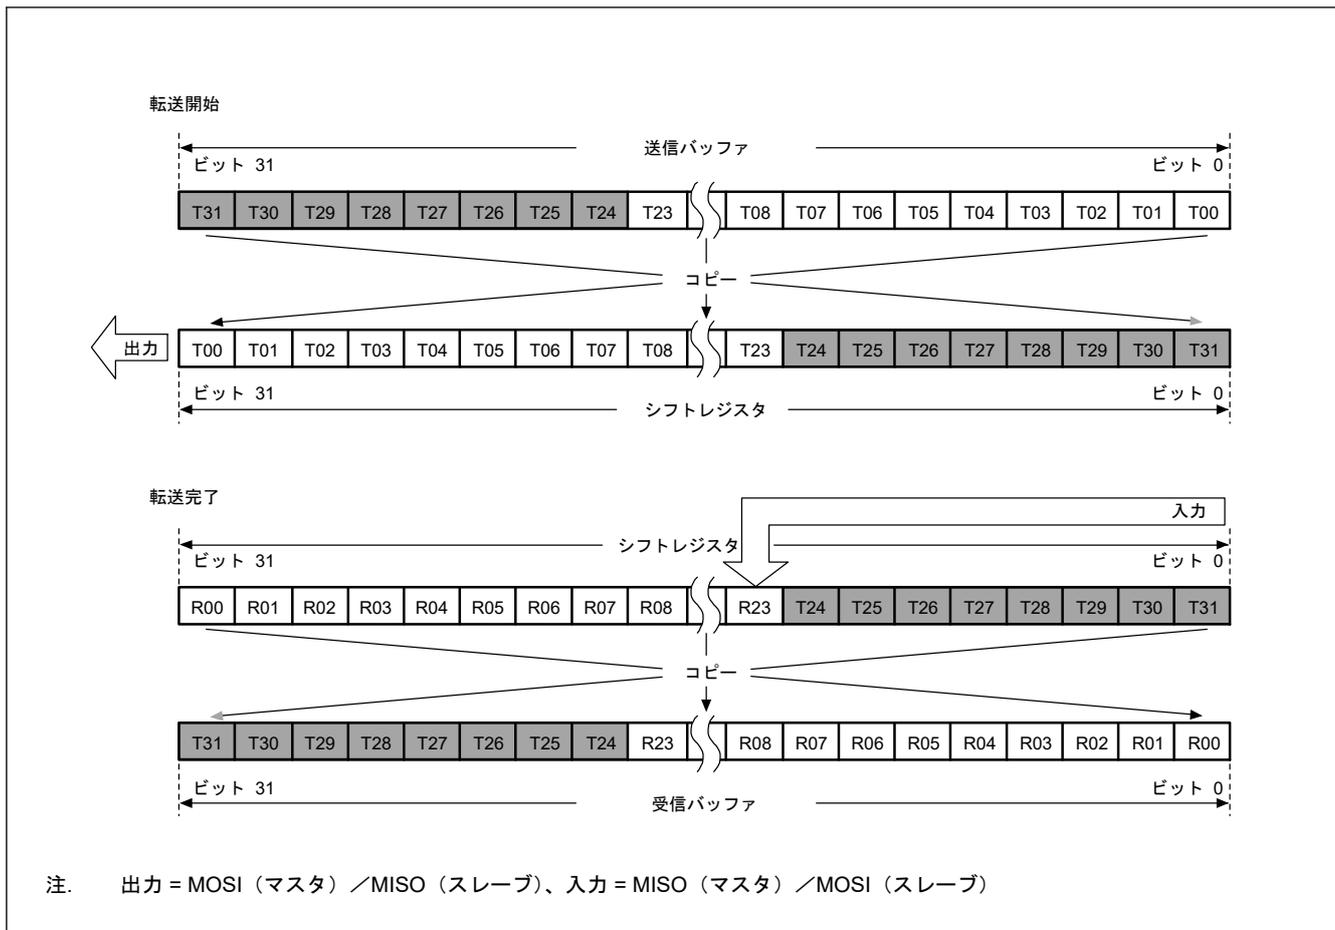 転送開始
送信バッファ
ビット 31 ビット 0
T31 T30 T29 T28 T27 T26 T25 T24 T23 T08 T07 T06 T05 T04 T03 T02 T01 T00
コピー
出力 T00 T01 T02 T03 T04 T05 T06 T07 T08 T23 T24 T25 T26 T27 T28 T29 T30 T31
ビット 31 ビット 0
シフトレジスタ
転送完了
入力
シフトレジスタ
ビット 31 ビット 0
R00 R01 R02 R03 R04 R05 R06 R07 R08 R23 T24 T25 T26 T27 T28 T29 T30 T31
コピー
T31 T30 T29 T28 T27 T26 T25 T24 R23 R08 R07 R06 R05 R04 R03 R02 R01 R00
ビット 31 ビット 0
受信バッファ
注. 出力 = MOSI（マスタ）／MISO（スレーブ）、入力 = MISO（マスタ）／MOSI（スレーブ）